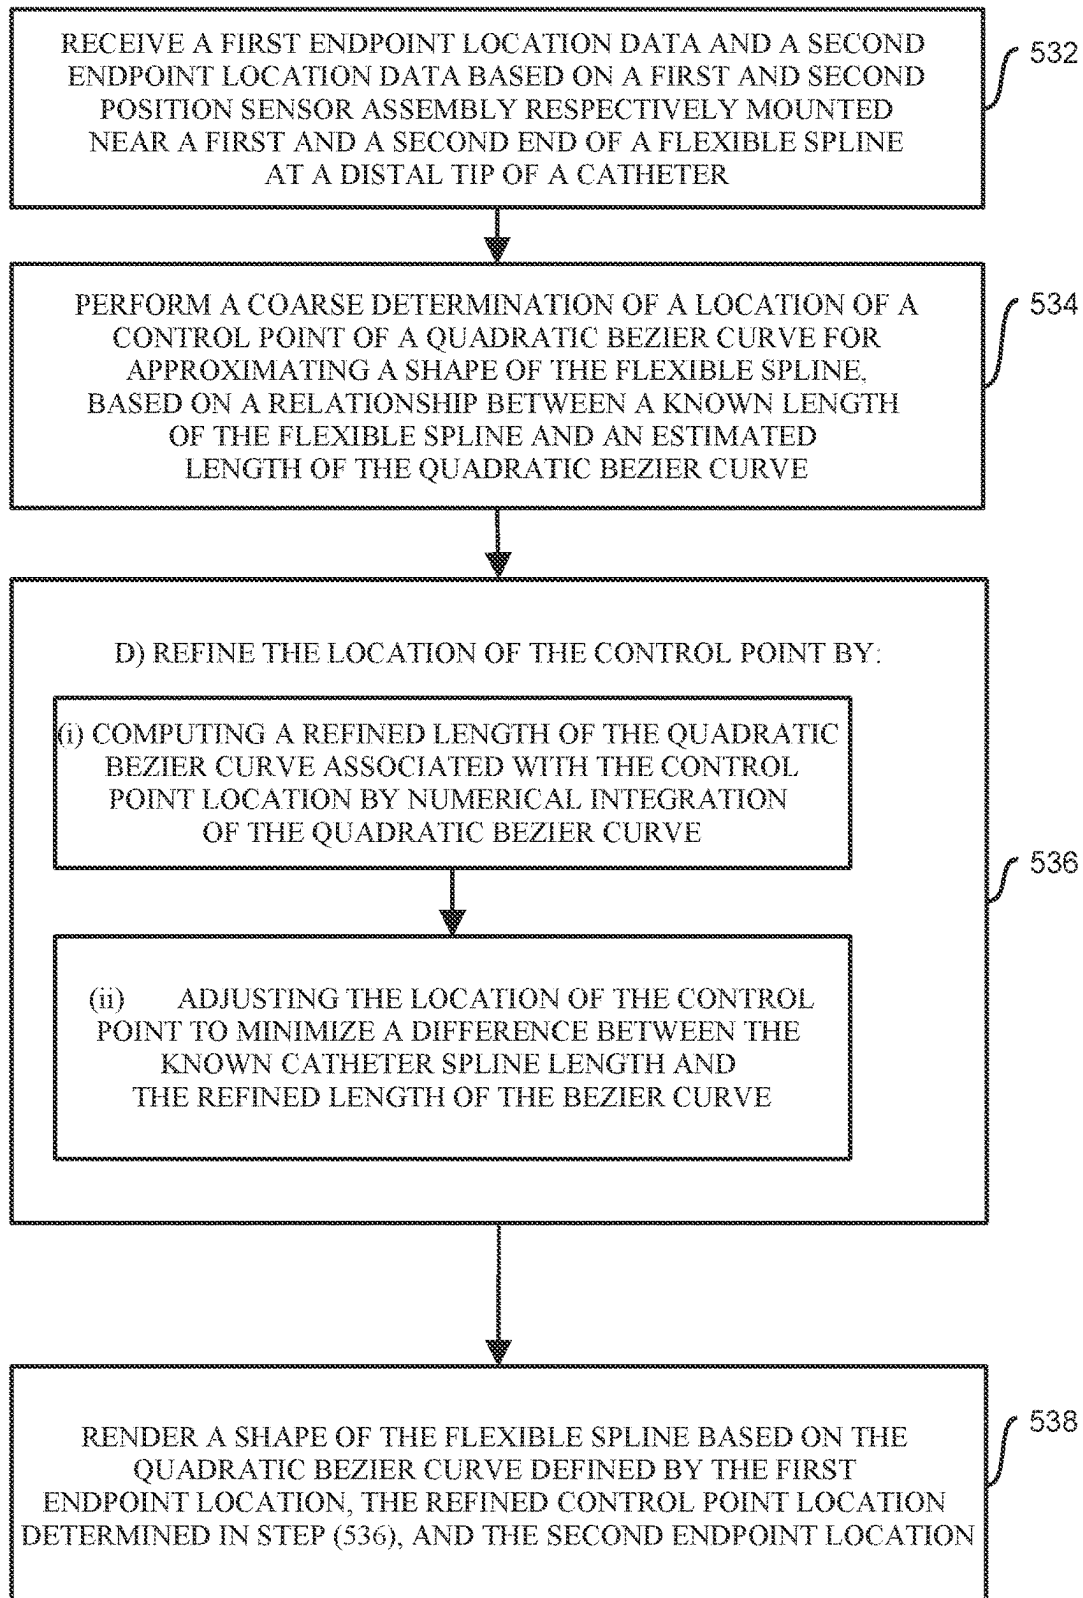 RECEIVE A FIRST ENDPOINT LOCATION DATA AND A SECOND
ENDPOINT LOCATION DATA BASED ON A FIRST AND SECOND
POSITION SENSOR ASSEMBLY RESPECTIVELY MOUNTED
NEAR A FIRST AND A SECOND END OF A FLEXIBLE SPLINE
AT A DISTAL TIP OF A CATHETER
532
PERFORM A COARSE DETERMINATION OF A LOCATION OF A
CONTROL POINT OF A QUADRATIC BEZIER CURVE FOR
APPROXIMATING A SHAPE OF THE FLEXIBLE SPLINE,
BASED ON A RELATIONSHIP BETWEEN A KNOWN LENGTH
OF THE FLEXIBLE SPLINE AND AN ESTIMATED
LENGTH OF THE QUADRATIC BEZIER CURVE
534
D) REFINE THE LOCATION OF THE CONTROL POINT BY:
(i) COMPUTING A REFINED LENGTH OF THE QUADRATIC
BEZIER CURVE ASSOCIATED WITH THE CONTROL
POINT LOCATION BY NUMERICAL INTEGRATION
OF THE QUADRATIC BEZIER CURVE
536
(ii) ADJUSTING THE LOCATION OF THE CONTROL
POINT TO MINIMIZE A DIFFERENCE BETWEEN THE
KNOWN CATHETER SPLINE LENGTH AND
THE REFINED LENGTH OF THE BEZIER CURVE
RENDER A SHAPE OF THE FLEXIBLE SPLINE BASED ON THE
QUADRATIC BEZIER CURVE DEFINED BY THE FIRST
ENDPOINT LOCATION, THE REFINED CONTROL POINT LOCATION
DETERMINED IN STEP (536), AND THE SECOND ENDPOINT LOCATION
538